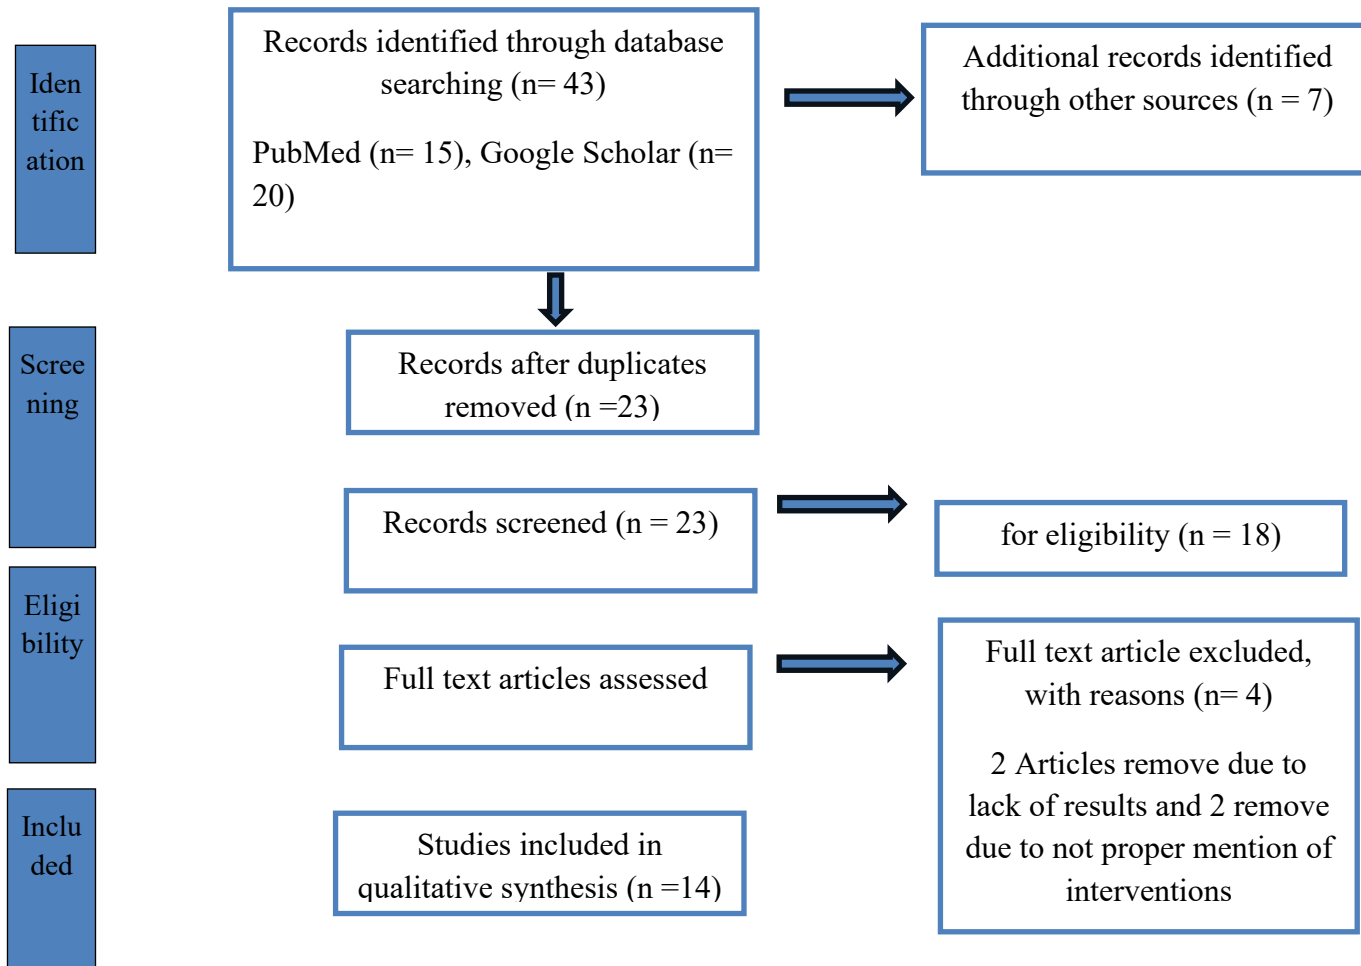 Iden
tific
ation
Records identified through database
searching (n= 43)
PubMed (n= 15), Google Scholar (n=
20)
Additional records identified
through other sources (n = 7)
Scree
ning
Records after duplicates
removed (n =23)
Records screened (n = 23)
for eligibility (n = 18)
Eligi
bility
Full text articles assessed
Full text article excluded,
with reasons (n= 4)
2 Articles remove due to
lack of results and 2 remove
due to not proper mention of
interventions
Inclu
ded
Studies included in
qualitative synthesis (n =14)